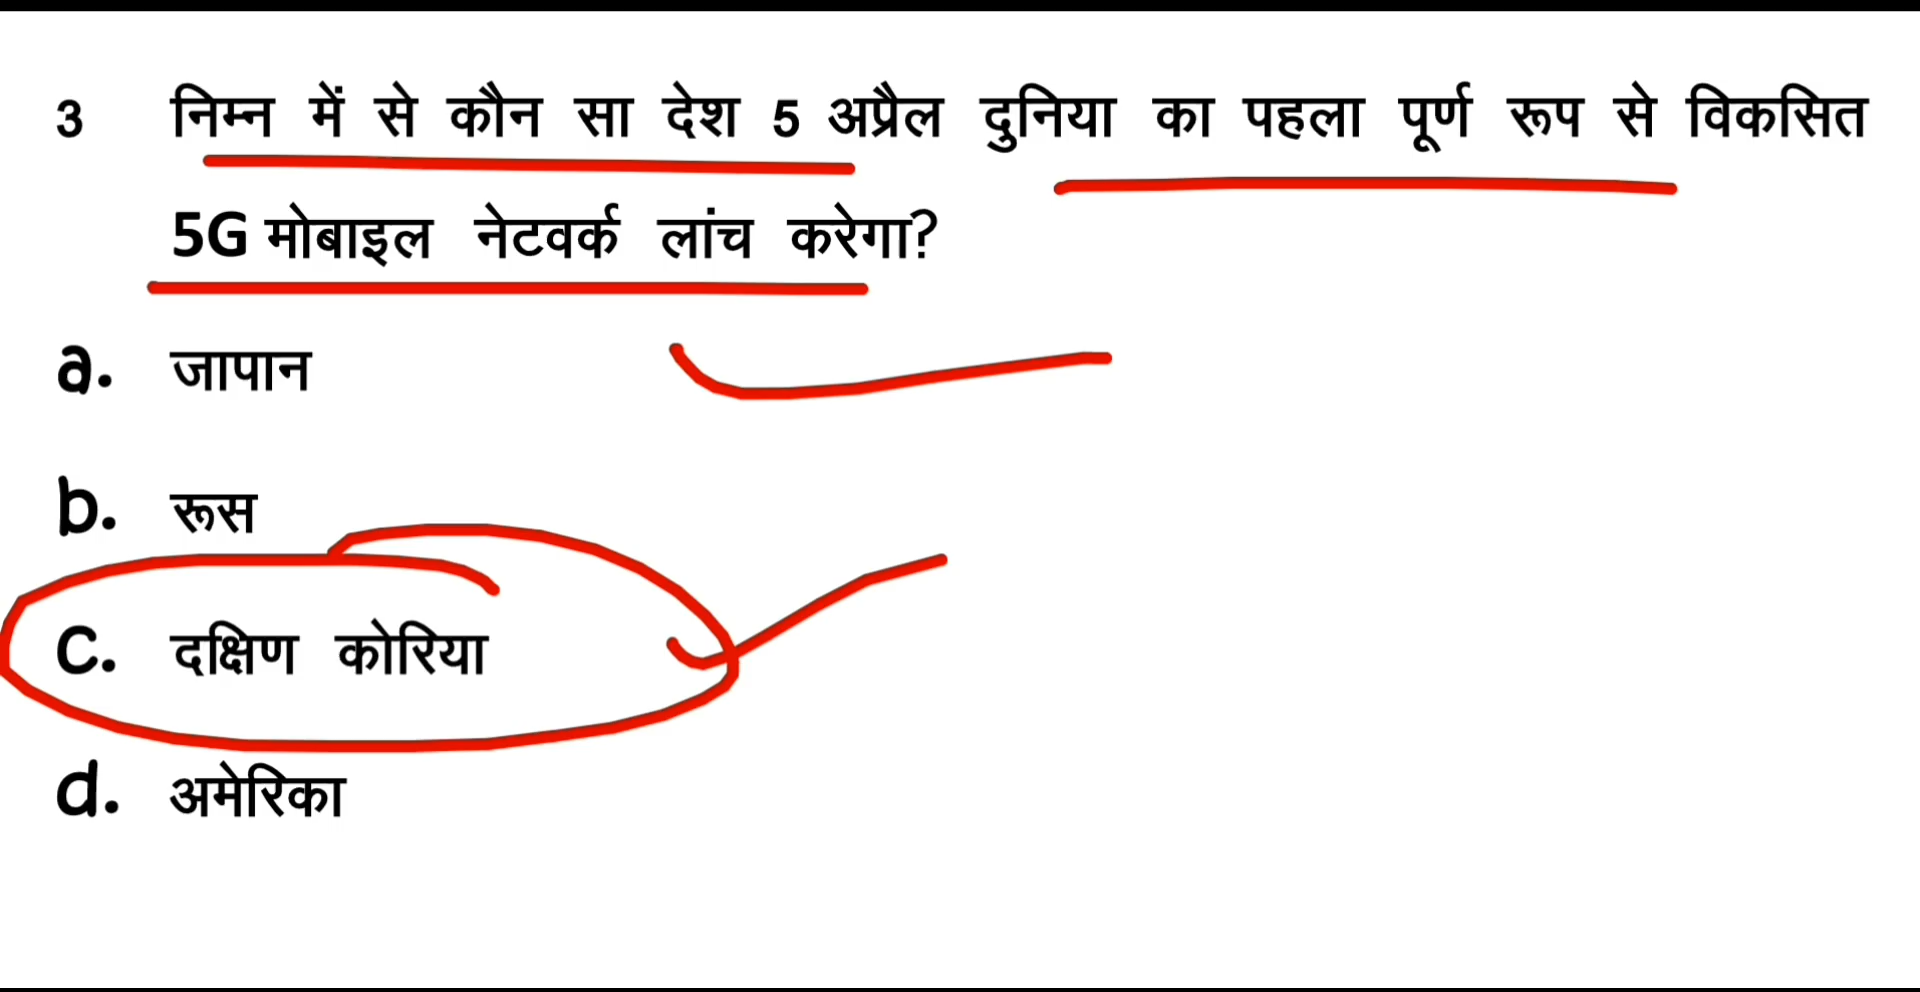 3 निम्न में से कौन सा देश 5 अप्रैल दुनिया का पहला पूर्ण रूप से विकसित
5G मोबाइल नेटवर्क लांच करेगा?
a. जापान
b. रूस
C. दक्षिण कोरिया
d. अमेरिका